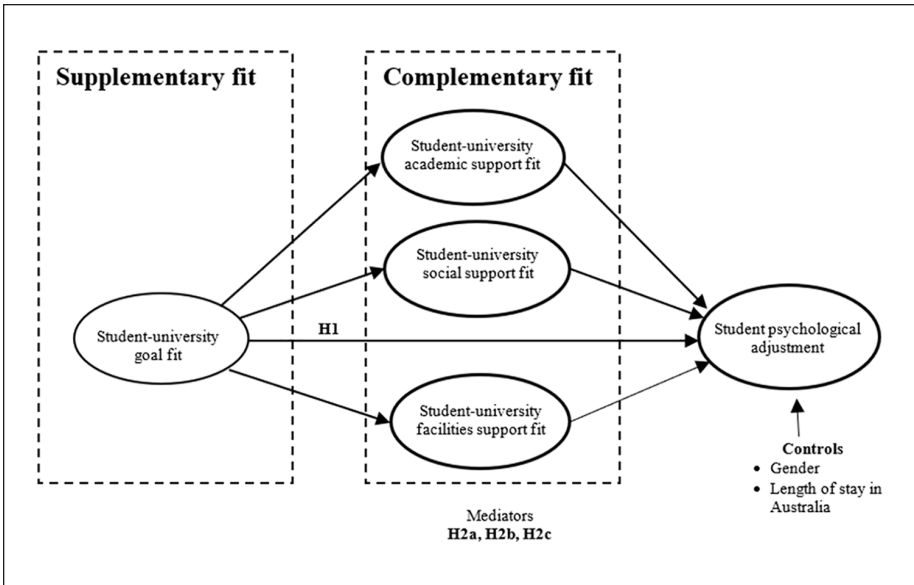 Supplementary fit
Complementary fit
Student-university
academic support fit
Student-university
social support fit
H1
Student-university
goal fit
Student psychological
adjustment
Student-university
facilities support fit
Controls
• Gender
• Length of stay in
Australia
Mediators
H2a, H2b, H2c